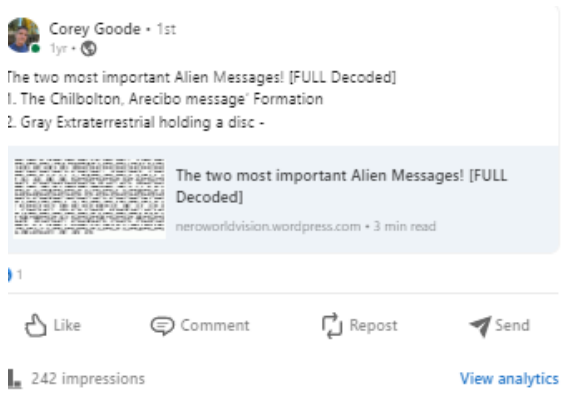 Corey Goode • 1st
1yr •
The two most important Alien Messages! [FULL Decoded]
1. The Chilbolton, Arecibo message' Formation
2. Gray Extraterrestrial holding a disc -
The two most important Alien Messages! [FULL
Decoded]
neroworldvision.wordpress.com • 3 min read
1
Like
Comment
Repost
Send
242 impressions
View analytics